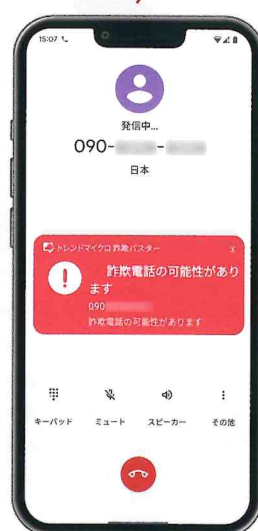 15:07
発信中...
090- -
日本
トレンドマイクロ 詐欺バスター x
詐欺電話の可能性があり
ます
090
詐欺電話の可能性があります
キーパッド ミュート スピーカー その他